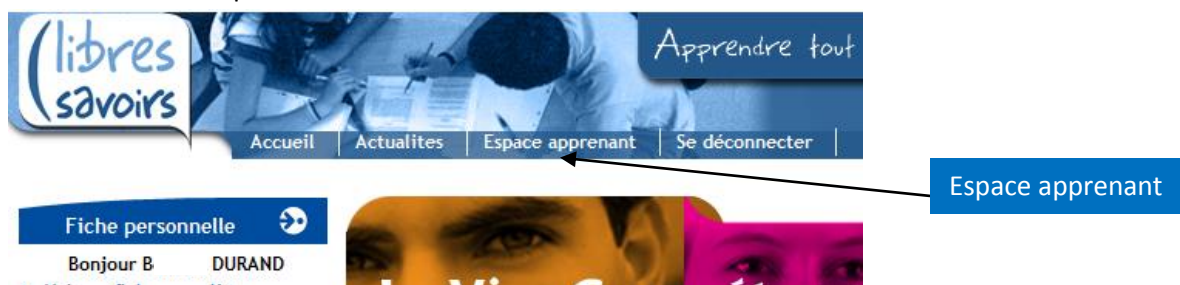 libres
savoirs
Apprendre tout
Accueil Actualites Espace apprenant Se déconnecter
Espace apprenant
Fiche personnelle
Bonjour B DURAND